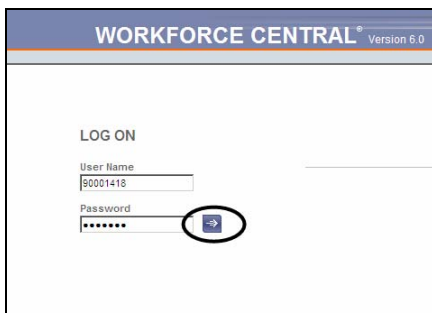 WORKFORCE CENTRAL® Version 6.0
LOG ON
User Name
90001418
Password
•••••••